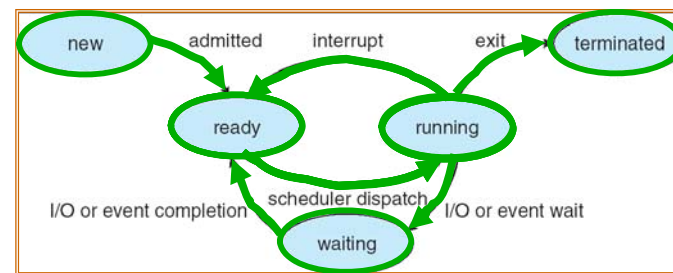 new
admitted
interrupt
exit
terminated
ready
running
scheduler dispatch
I/O or event completion
I/O or event wait
waiting